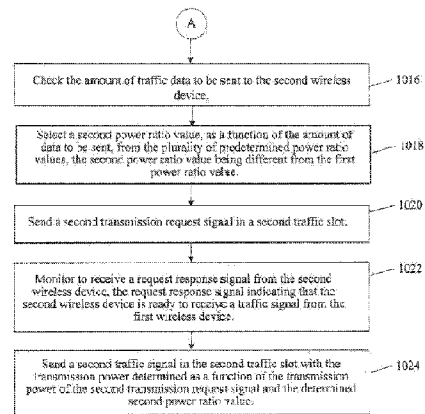 A
Check the amount of traffic data to be sent to the second wireless
device.
1016
Select a second power ratio value, as a function of the amount of
data to be sent, from the plurality of predetermined power ratio
values, the second power ratio value being different from the first
power ratio value.
1018
Send a second transmission request signal in a second traffic slot.
1020
Monitor to receive a request response signal from the second
wireless device, the request response signal indicating that the
second wireless device is ready to receive a traffic signal from the
first wireless device.
1022
Send a second traffic signal in the second traffic slot with the
transmission power determined as a function of the transmission
power of the second transmission request signal and the determined
second power ratio value.
1024